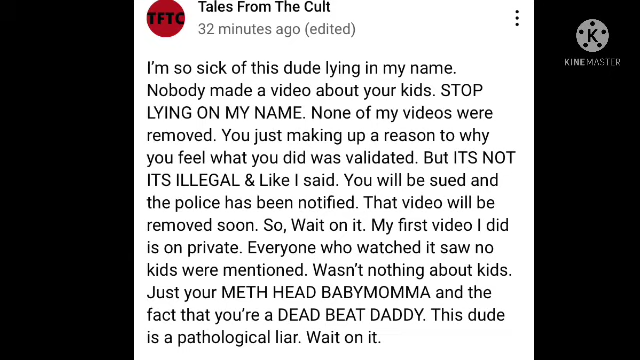 TFTC
Tales From The Cult
32 minutes ago (edited)
I'm so sick of this dude lying in my name.
Nobody made a video about your kids. STOP
LYING ON MY NAME. None of my videos were
removed. You just making up a reason to why
you feel what you did was validated. But ITS NOT
ITS ILLEGAL & Like I said. You will be sued and
the police has been notified. That video will be
removed soon. So, Wait on it. My first video I did
is on private. Everyone who watched it saw no
kids were mentioned. Wasn't nothing about kids.
Just your METH HEAD BABYMOMMA and the
fact that you're a DEAD BEAT DADDY. This dude
is a pathological liar. Wait on it.
K
KINEMASTER